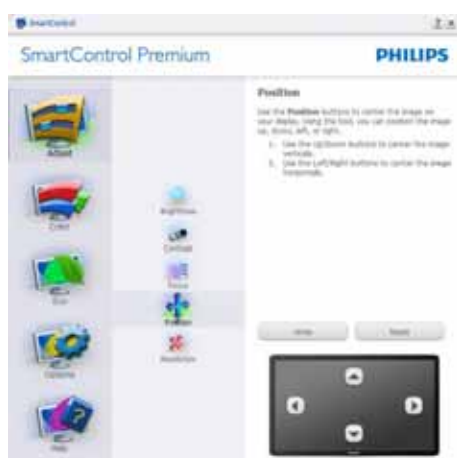 SmartControl
SmartControl Premium
PHILIPS
Position
Use the Position buttons to center the image on
your display. Using the tool, you can position the image
up, down, left, or right.
1. Use the Up/Down buttons to center the image
vertically.
2. Use the Left/Right buttons to center the image
horizontally.
Adjust
Color
Eco
Options
Help
Brightness
Contrast
Focus
Position
Resolution
Reset